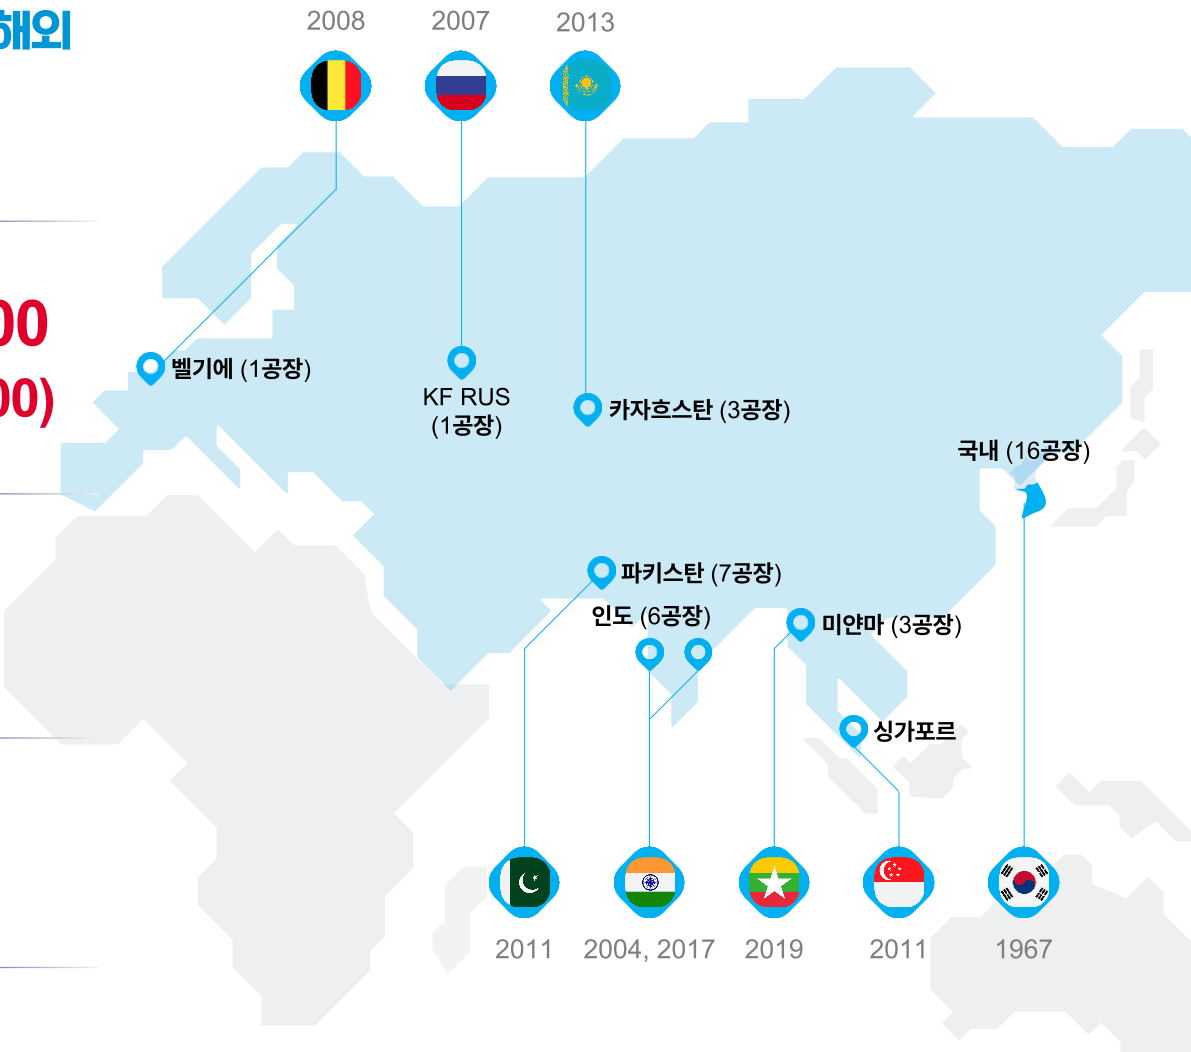 해외
2008
2007
2013
00
00)
벨기에 (1공장)
KF RUS
(1공장)
카자흐스탄 (3공장)
국내 (16공장)
파키스탄 (7공장)
인도 (6공장)
미얀마 (3공장)
싱가포르
2011
2004, 2017
2019
2011
1967